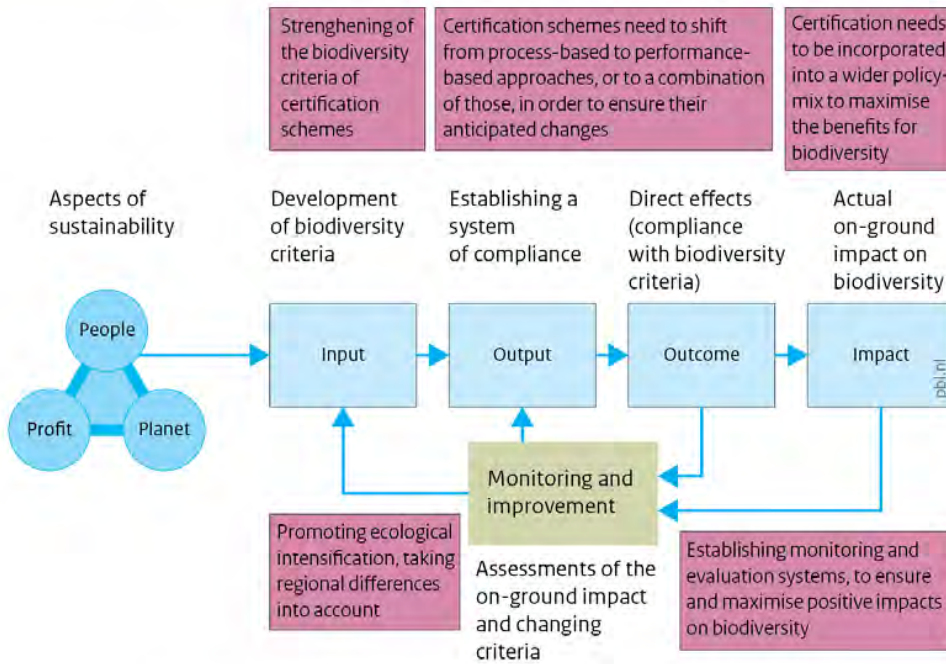 Strenghening of
the biodiversity
criteria of
certification
schemes
Certification schemes need to shift
from process-based to performance-
based approaches, or to a combination
of those, in order to ensure their
anticipated changes
Certification needs
to be incorporated
into a wider policy-
mix to maximise
the benefits for
biodiversity
Aspects of
sustainability
Development
of biodiversity
criteria
Establishing a
system
of compliance
Direct effects
(compliance
with biodiversity
criteria)
Actual
on-ground
impact on
biodiversity
People
Profit
Planet
Input
Output
Outcome
Impact
pbl.nl
Monitoring and
improvement
Promoting ecological
intensification, taking
regional differences
into account
Assessments of the
on-ground impact
and changing
criteria
Establishing monitoring and
evaluation systems, to ensure
and maximise positive impacts
on biodiversity